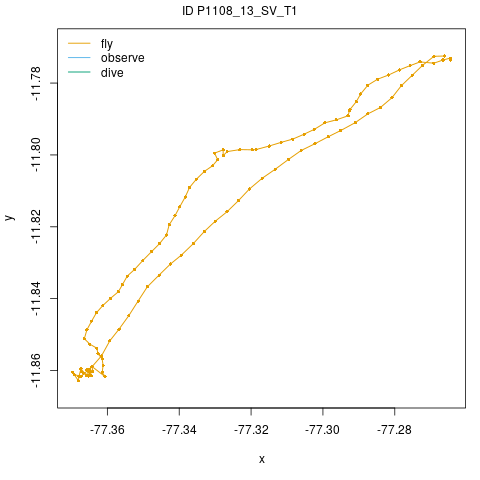 ID P1108_13_SV_T1
fly
observe
dive
y
-11.78
-11.80
-11.82
-11.84
-11.86
-77.36
-77.34
-77.32
-77.30
-77.28
x